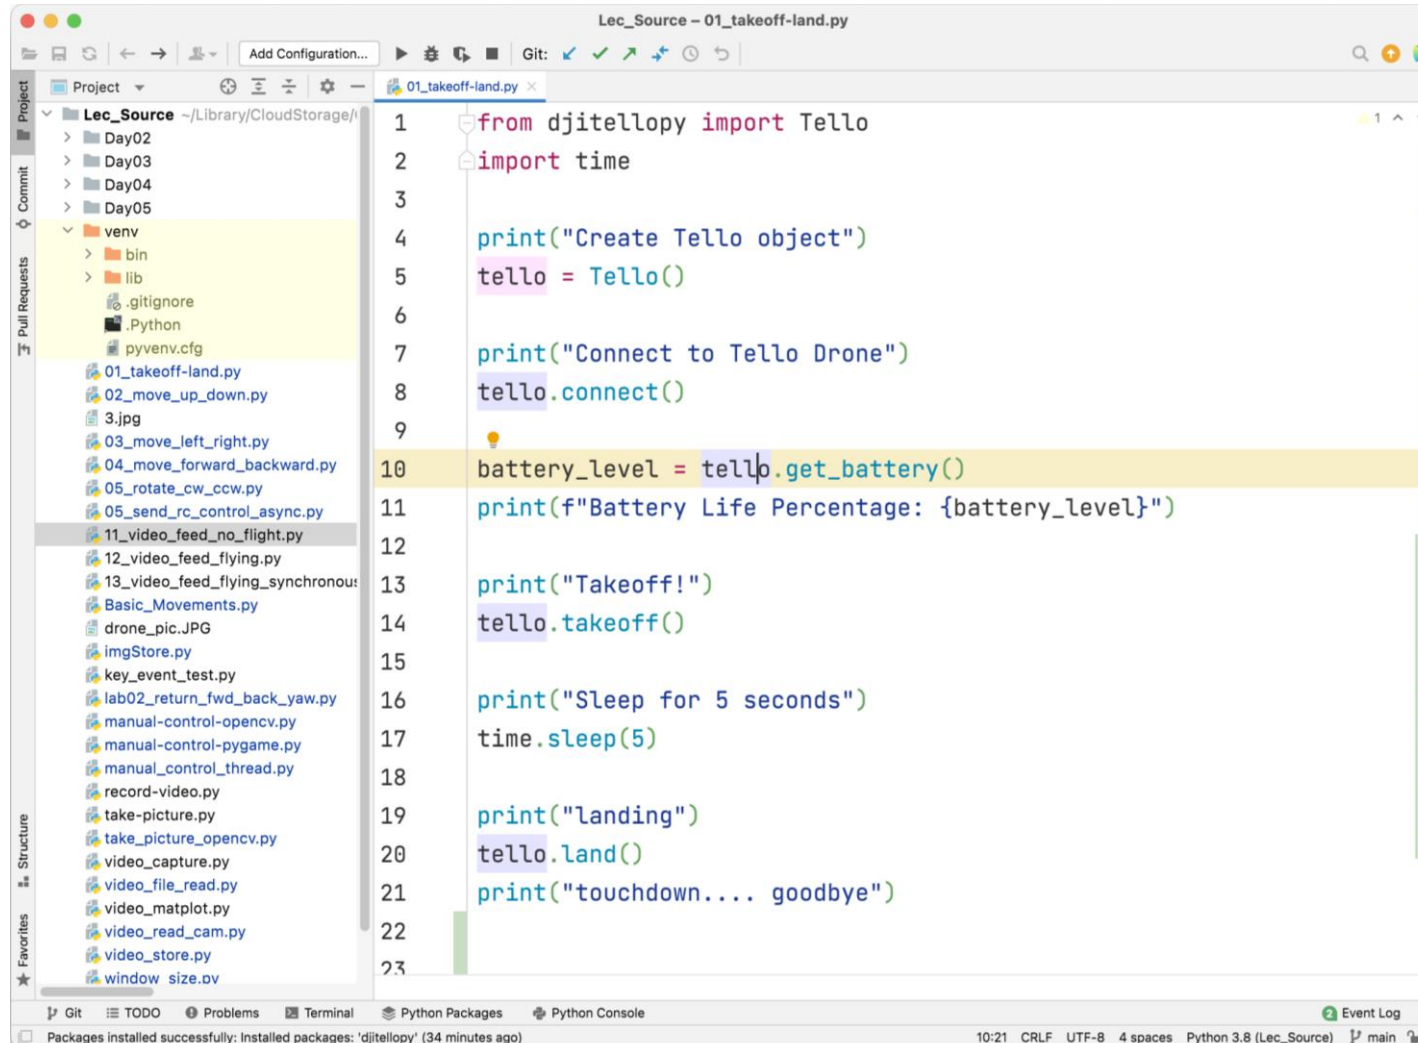 Lec_Source – 01_takeoff-land.py
Add Configuration...
Git:
Project
01_takeoff-land.py
Project
Commit
Pull Requests
Structure
Favorites
Lec_Source ~/Library/CloudStorage/
Day02
Day03
Day04
Day05
venv
bin
lib
.gitignore
.Python
pyvenv.cfg
01_takeoff-land.py
02_move_up_down.py
3.jpg
03_move_left_right.py
04_move_forward_backward.py
05_rotate_cw_ccw.py
05_send_rc_control_async.py
11_video_feed_no_flight.py
12_video_feed_flying.py
13_video_feed_flying_synchronous
Basic_Movements.py
drone_pic.JPG
imgStore.py
key_event_test.py
lab02_return_fwd_back_yaw.py
manual-control-opencv.py
manual-control-pygame.py
manual_control_thread.py
record-video.py
take-picture.py
take_picture_opencv.py
video_capture.py
video_file_read.py
video_matplot.py
video_read_cam.py
video_store.py
window_size.py
1 from djitellopy import Tello
2 import time
3
4 print("Create Tello object")
5 tello = Tello()
6
7 print("Connect to Tello Drone")
8 tello.connect()
9
10 battery_level = tello.get_battery()
11 print(f"Battery Life Percentage: {battery_level}")
12
13 print("Takeoff!")
14 tello.takeoff()
15
16 print("Sleep for 5 seconds")
17 time.sleep(5)
18
19 print("landing")
20 tello.land()
21 print("touchdown.... goodbye")
22
23
1
Git TODO Problems Terminal Python Packages Python Console 2 Event Log
Packages installed successfully: Installed packages: 'djitellopy' (34 minutes ago) 10:21 CRLF UTF-8 4 spaces Python 3.8 (Lec_Source) main